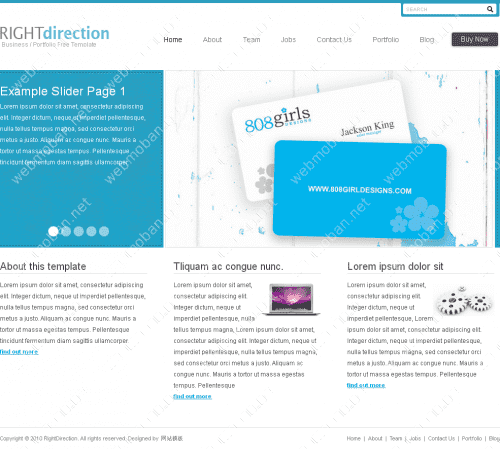 SEARCH
RIGHTdirection
Business / Portfolio Free Template
Home About Team Jobs Contact Us Portfolio Blog Buy Now
Example Slider Page 1
Lorem ipsum dolor sit amet, consectetur adipiscing
elit. Integer dictum, neque ut imperdiet pellentesque,
nulla tellus tempus magna, sed consectetur orci
metus a justo. Aliquam ac congue nunc. Mauris a
tortor ut massa egestas tempus. Pellentesque
tincidunt fermentum diam sagittis ullamcorper
808girls
DESIGNS
Jackson King
WWW.808GIRLDESIGNS.COM
About this template
Lorem ipsum dolor sit amet, consectetur adipiscing
elit. Integer dictum, neque ut imperdiet pellentesque,
nulla tellus tempus magna, sed consectetur orci
metus a justo. Aliquam ac congue nunc. Mauris a
tortor ut massa egestas tempus. Pellentesque
tincidunt fermentum diam sagittis ullamcorper
find out more
Tliquam ac congue nunc.
Lorem ipsum dolor sit amet,
consectetur adipiscing elit.
Integer dictum, neque ut
imperdiet pellentesque, nulla
tellus tempus magna, Lorem ipsum dolor sit amet,
consectetur adipiscing elit. Integer dictum, neque ut
imperdiet pellentesque, nulla tellus tempus magna,
sed consectetur orci metus a justo. Aliquam ac
congue nunc. Mauris a tortor ut massa egestas
tempus. Pellentesque
find out more
Lorem ipsum dolor sit
Lorem ipsum dolor sit amet,
consectetur adipiscing elit.
Integer dictum, neque ut
imperdiet pellentesque, Lorem
ipsum dolor sit amet, consectetur adipiscing elit.
Integer dictum, neque ut imperdiet pellentesque,
nulla tellus tempus magna, sed consectetur orci
metus a justo. Aliquam ac congue nunc. Mauris a
tortor ut massa egestas tempus. Pellentesque
find out more
Copyright © 2010 RightDirection. All rights reserved. Designed by 网站模板
Home | About | Team | Jobs | Contact Us | Portfolio | Blog
webmoban.net